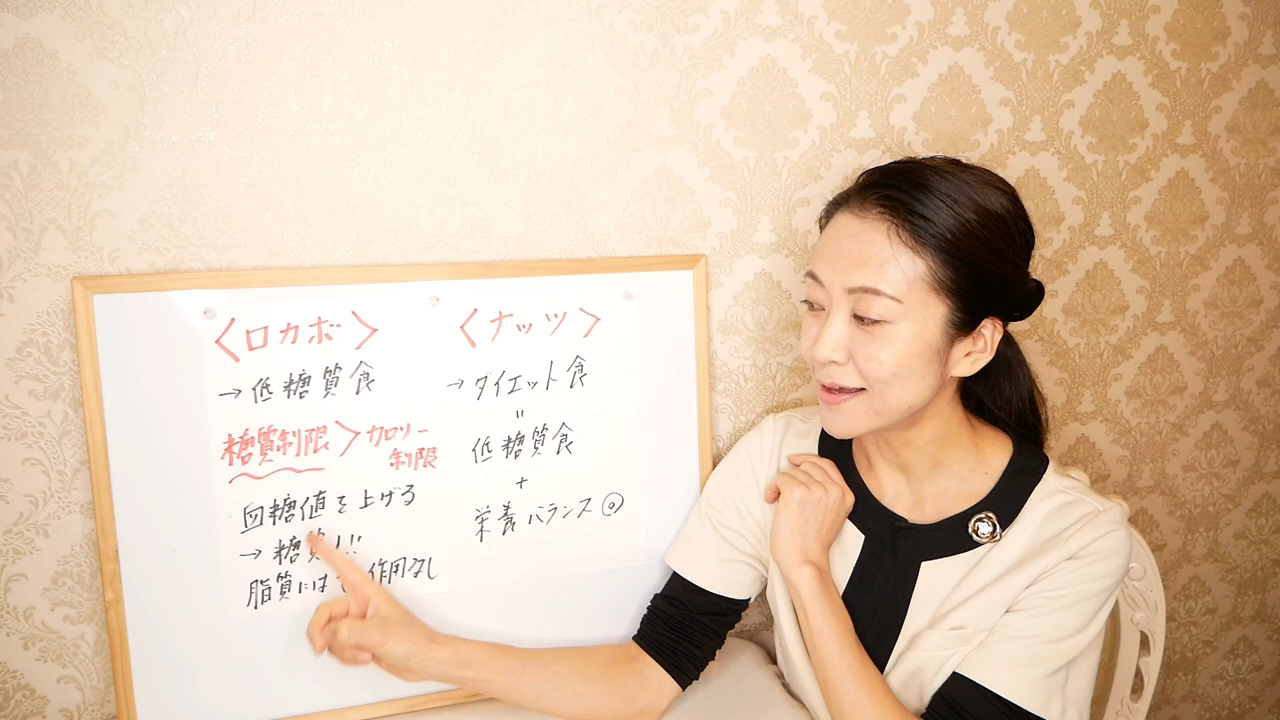 〈ロカボ〉
→低糖質食
糖質制限＞カロリー
制限
血糖値を上げる
→糖質!!
脂質には 作用なし
〈ナッツ〉
→ダイエット食
〃
低糖質食
+
栄養バランス◎